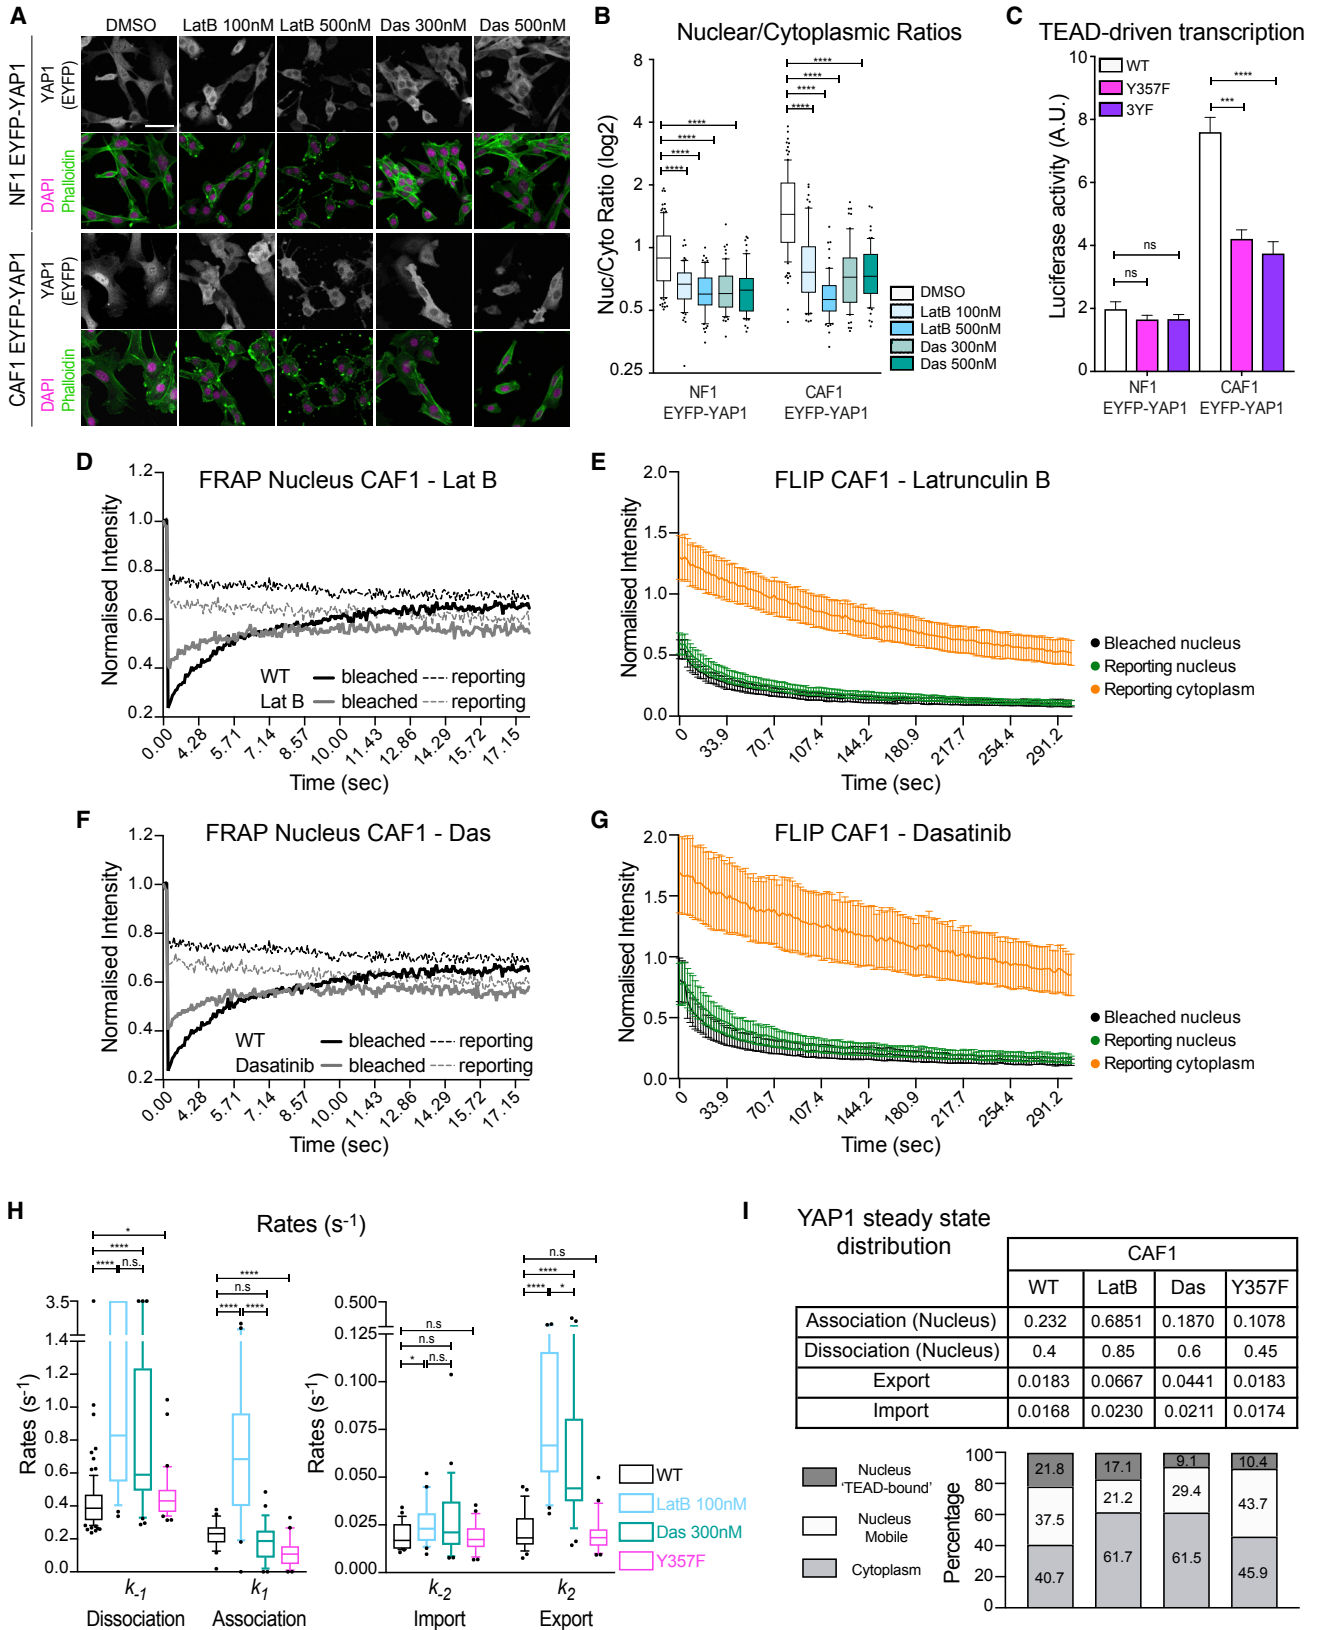 A
DMSO LatB 100nM LatB 500nM Das 300nM Das 500nM
NF1 EYFP-YAP1
YAP1 (EYFP)
DAPI Phalloidin
CAF1 EYFP-YAP1
YAP1 (EYFP)
DAPI Phalloidin
B
Nuclear/Cytoplasmic Ratios
Nuc/Cyto Ratio (log2)
8
4
2
1
0.5
0.25
**** **** **** ****
**** **** **** ****
NF1 EYFP-YAP1
CAF1 EYFP-YAP1
DMSO
LatB 100nM
LatB 500nM
Das 300nM
Das 500nM
C
TEAD-driven transcription
Luciferase activity (A.U.)
10
8
6
4
2
0
WT
Y357F
3YF
ns
ns
****
***
NF1 EYFP-YAP1
CAF1 EYFP-YAP1
D
FRAP Nucleus CAF1 - Lat B
Normalised Intensity
1.2
1.0
0.8
0.6
0.4
0.2
WT bleached reporting
Lat B bleached reporting
0.00 4.28 5.71 7.14 8.57 10.00 11.43 12.86 14.29 15.72 17.15
Time (sec)
E
FLIP CAF1 - Latrunculin B
Normalised Intensity
2.0
1.5
1.0
0.5
0.0
0 33.9 70.7 107.4 144.2 180.9 217.7 254.4 291.2
Time (sec)
Bleached nucleus
Reporting nucleus
Reporting cytoplasm
F
FRAP Nucleus CAF1 - Das
Normalised Intensity
1.2
1.0
0.8
0.6
0.4
0.2
WT bleached reporting
Dasatinib bleached reporting
0.00 4.28 5.71 7.14 8.57 10.00 11.43 12.86 14.29 15.72 17.15
Time (sec)
G
FLIP CAF1 - Dasatinib
Normalised Intensity
2.0
1.5
1.0
0.5
0.0
0 33.9 70.7 107.4 144.2 180.9 217.7 254.4 291.2
Time (sec)
Bleached nucleus
Reporting nucleus
Reporting cytoplasm
H
Rates (s-1)
Rates (s-1)
3.5
1.4
1.2
1.0
0.8
0.6
0.4
0.2
0.0
*
****
**** n.s.
****
n.s
**** ****
k-1 k1
Dissociation Association
Rates (s-1)
0.500
0.125
0.100
0.075
0.050
0.025
0.000
n.s
n.s
* n.s.
n.s
****
**** *
k-2 k2
Import Export
WT
LatB 100nM
Das 300nM
Y357F
I
YAP1 steady state
distribution
CAF1
WT LatB Das Y357F
Association (Nucleus) 0.232 0.6851 0.1870 0.1078
Dissociation (Nucleus) 0.4 0.85 0.6 0.45
Export 0.0183 0.0667 0.0441 0.0183
Import 0.0168 0.0230 0.0211 0.0174
Nucleus
'TEAD-bound'
Nucleus
Mobile
Cytoplasm
Percentage
100
80
60
40
20
0
21.8 17.1 9.1 10.4
37.5 21.2 29.4 43.7
40.7 61.7 61.5 45.9